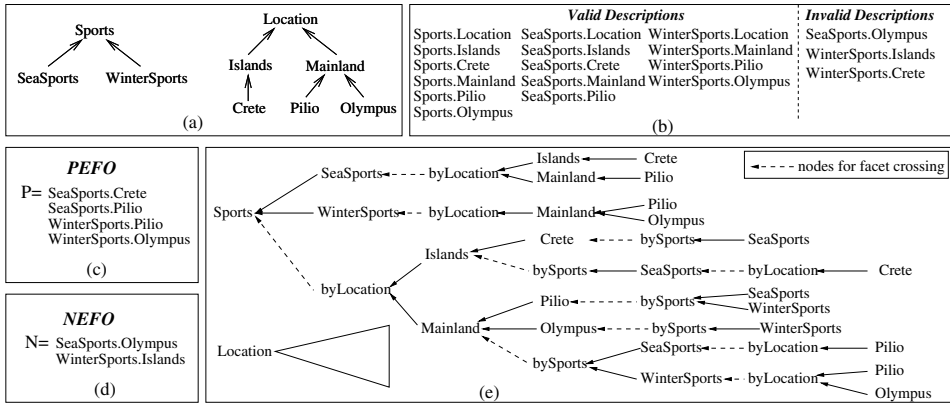 Sports
SeaSports WinterSports
Location
Islands Mainland
Crete Pilio Olympus
(a)
Valid Descriptions
Sports.Location SeaSports.Location WinterSports.Location
Sports.Islands SeaSports.Islands WinterSports.Mainland
Sports.Crete SeaSports.Crete WinterSports.Pilio
Sports.Mainland SeaSports.Mainland WinterSports.Olympus
Sports.Pilio SeaSports.Pilio
Sports.Olympus
Invalid Descriptions
SeaSports.Olympus
WinterSports.Islands
WinterSports.Crete
(b)
PEFO
P= SeaSports.Crete
SeaSports.Pilio
WinterSports.Pilio
WinterSports.Olympus
(c)
NEFO
N= SeaSports.Olympus
WinterSports.Islands
(d)
nodes for facet crossing
Islands Crete
SeaSports byLocation
Mainland Pilio
Pilio
Sports WinterSports byLocation Mainland
Olympus
Crete bySports SeaSports
Islands
bySports SeaSports byLocation Crete
byLocation
SeaSports
Pilio bySports
WinterSports
Mainland Olympus bySports WinterSports
SeaSports byLocation Pilio
Location
bySports
Pilio
WinterSports byLocation
Olympus
(e)